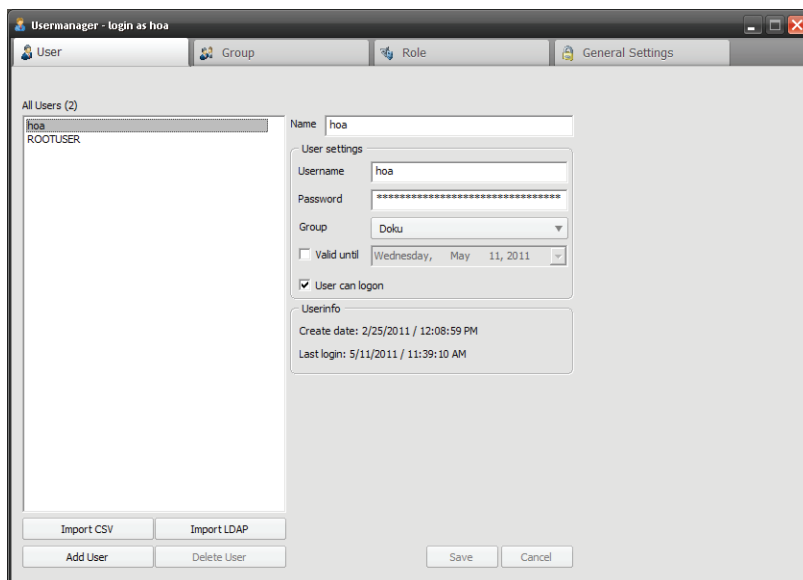 Usermanager - login as hoa
User
Group
Role
General Settings
All Users (2)
hoa
ROOTUSER
Name hoa
User settings
Username hoa
Password ********************************
Group Doku
Valid until Wednesday, May 11, 2011
User can logon
Userinfo
Create date: 2/25/2011 / 12:08:59 PM
Last login: 5/11/2011 / 11:39:10 AM
Import CSV
Import LDAP
Add User
Delete User
Save
Cancel